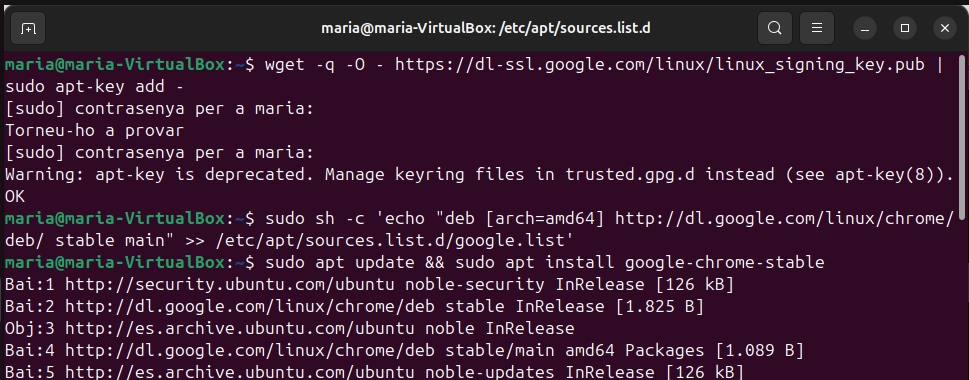 maria@maria-VirtualBox: /etc/apt/sources.list.d
maria@maria-VirtualBox:~$ wget -q -O - https://dl-ssl.google.com/linux/linux_signing_key.pub |
sudo apt-key add -
[sudo] contrasenya per a maria:
Torneu-ho a provar
[sudo] contrasenya per a maria:
Warning: apt-key is deprecated. Manage keyring files in trusted.gpg.d instead (see apt-key(8)).
OK
maria@maria-VirtualBox:~$ sudo sh -c 'echo "deb [arch=amd64] http://dl.google.com/linux/chrome/
deb/ stable main" >> /etc/apt/sources.list.d/google.list'
maria@maria-VirtualBox:~$ sudo apt update && sudo apt install google-chrome-stable
Bai:1 http://security.ubuntu.com/ubuntu noble-security InRelease [126 kB]
Bai:2 http://dl.google.com/linux/chrome/deb stable InRelease [1.825 B]
Obj:3 http://es.archive.ubuntu.com/ubuntu noble InRelease
Bai:4 http://dl.google.com/linux/chrome/deb stable/main amd64 Packages [1.089 B]
Bai:5 http://es.archive.ubuntu.com/ubuntu noble-updates InRelease [126 kB]